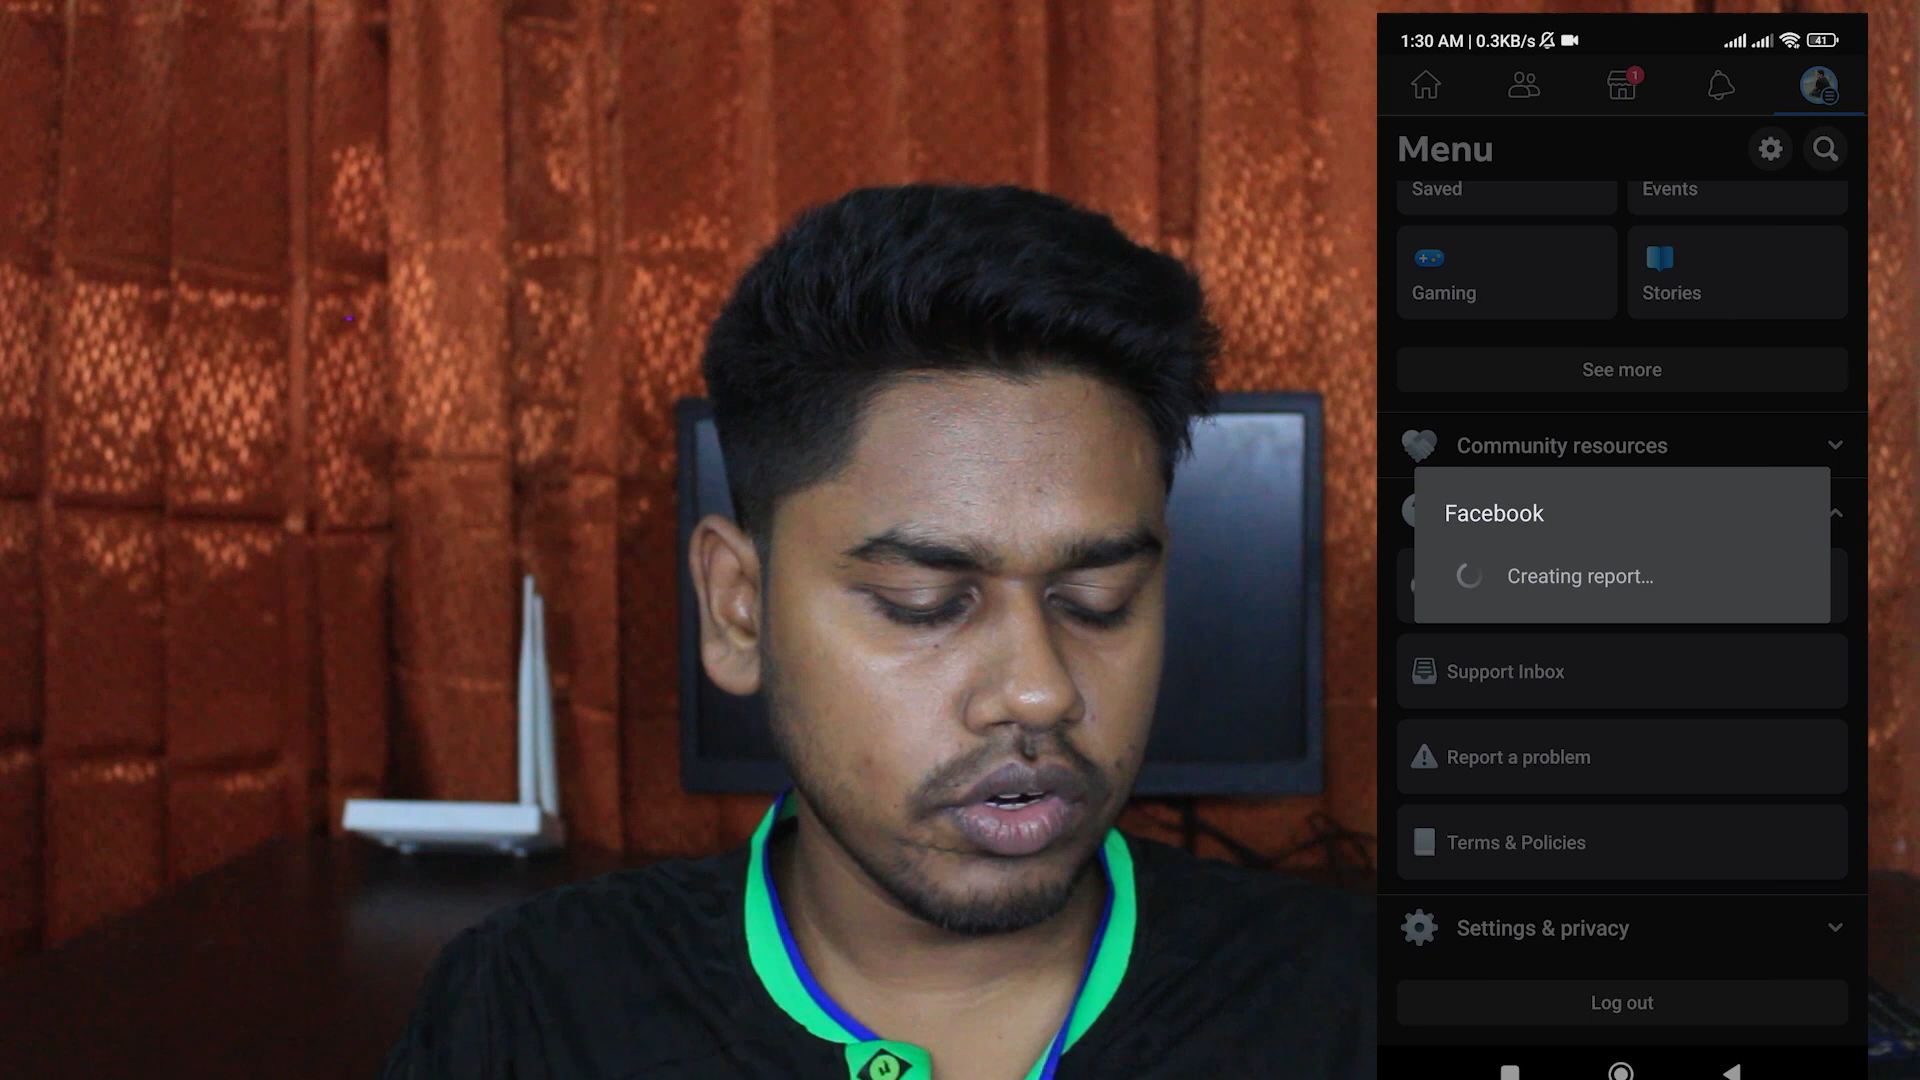 1:30 AM | 0.3KB/s
41
1
Menu
Saved
Events
Gaming
Stories
See more
Community resources
Facebook
Creating report...
Support Inbox
Report a problem
Terms & Policies
Settings & privacy
Log out